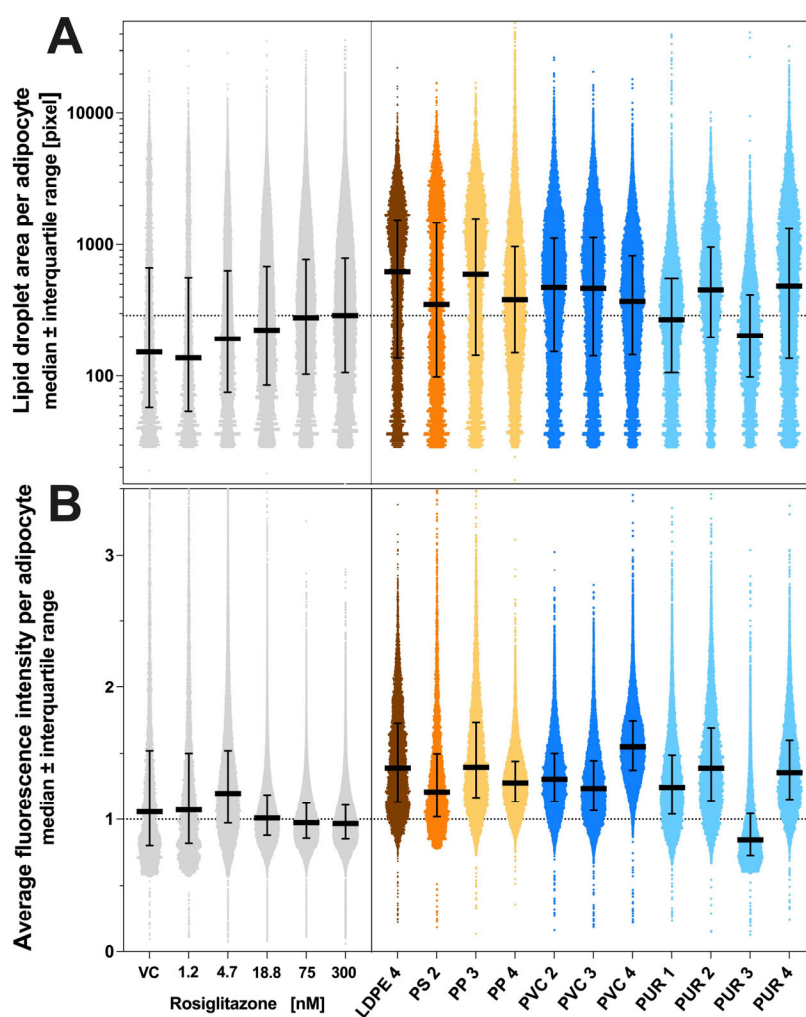 A
Lipid droplet area per adipocyte
median ± interquartile range [pixel]
10000
1000
100
B
Average fluorescence intensity per adipocyte
median ± interquartile range
3
2
1
0
VC 1.2 4.7 18.8 75 300
Rosiglitazone [nM]
LDPE 4 PS 2 PP 3 PP 4 PVC 2 PVC 3 PVC 4 PUR 1 PUR 2 PUR 3 PUR 4